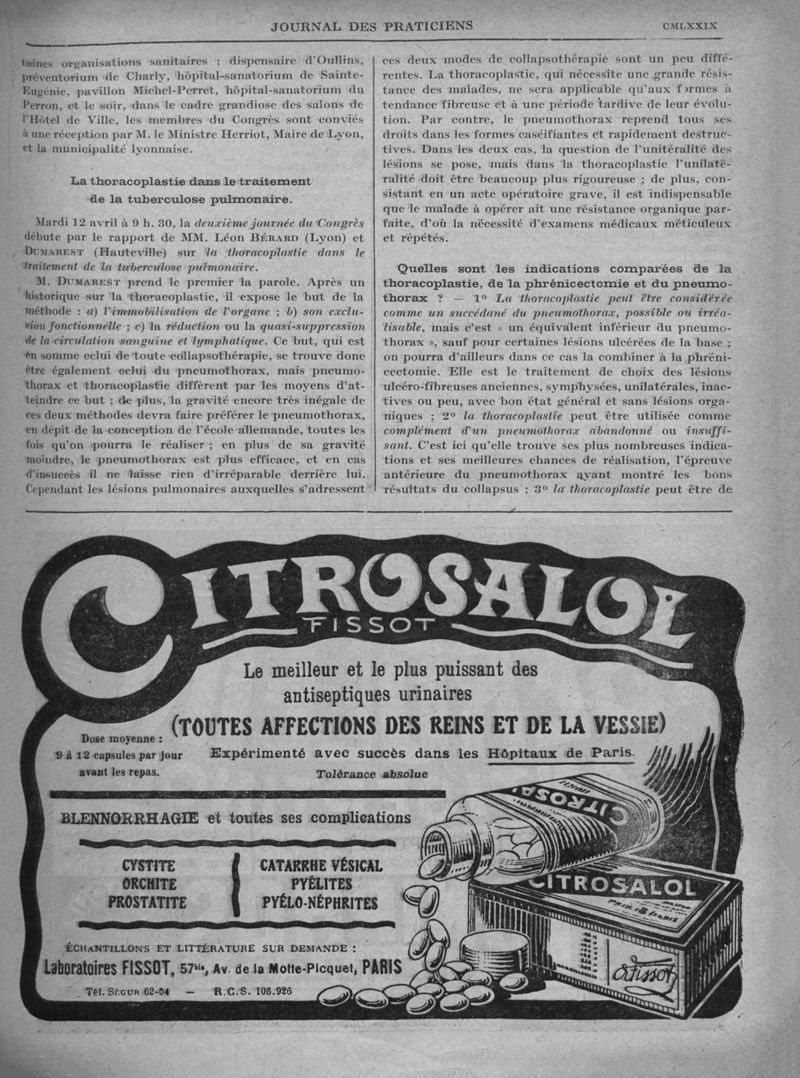 JOURNAL DES PRATICIENS
CMLXXIX
taines organisations sanitaires : dispensaire d'Oullins,
préventorium de Charly, hôpital-sanatorium de Sainte-
Eugénie, pavillon Michel-Perret, hôpital-sanatorium du
Perron, et le soir, dans le cadre grandiose des salons de
l'Hôtel de Ville, les membres du Congrès sont conviés
à une réception par M. le Ministre Herriot, Maire de Lyon,
et la municipalité lyonnaise.
La thoracoplastie dans le traitement
de la tuberculose pulmonaire.
Mardi 12 avril à 9 h. 30, la deuxième journée du Congrès
débute par le rapport de MM. Léon BÉRARD (Lyon) et
DUMAREST (Hauteville) sur la thoracoplastie dans le
traitement de la tuberculose pulmonaire.
M. DUMAREST prend le premier la parole. Après un
historique sur la thoracoplastie, il expose le but de la
méthode : a) l'immobilisation de l'organe ; b) son exclu-
sion fonctionnelle ; c) la réduction ou la quasi-suppression
de la circulation sanguine et lymphatique. Ce but, qui est
en somme celui de toute collapsothérapie, se trouve donc
être également celui du pneumothorax, mais pneumo-
thorax et thoracoplastie diffèrent par les moyens d'at-
teindre ce but ; de plus, la gravité encore très inégale de
ces deux méthodes devra faire préférer le pneumothorax,
en dépit de la conception de l'école allemande, toutes les
fois qu'on pourra le réaliser ; en plus de sa gravité
moindre, le pneumothorax est plus efficace, et en cas
d'insuccès il ne laisse rien d'irréparable derrière lui.
Cependant les lésions pulmonaires auxquelles s'adressent
ces deux modes de collapsothérapie sont un peu diffé-
rentes. La thoracoplastie, qui nécessite une grande résis-
tance des malades, ne sera applicable qu'aux formes à
tendance fibreuse et à une période tardive de leur évolu-
tion. Par contre, le pneumothorax reprend tous ses
droits dans les formes caséifiantes et rapidement destruc-
tives. Dans les deux cas, la question de l'unitéralité des
lésions se pose, mais dans la thoracoplastie l'unilaté-
ralité doit être beaucoup plus rigoureuse ; de plus, con-
sistant en un acte opératoire grave, il est indispensable
que le malade à opérer ait une résistance organique par-
faite, d'où la nécessité d'examens médicaux méticuleux
et répétés.
Quelles sont les indications comparées de la
thoracoplastie, de la phrénicectomie et du pneumo-
thorax ? — 1º La thoracoplastie peut être considérée
comme un succédané du pneumothorax, possible ou irréa-
lisable, mais c'est « un équivalent inférieur du pneumo-
thorax », sauf pour certaines lésions ulcérées de la base ;
on pourra d'ailleurs dans ce cas la combiner à la phréni-
cectomie. Elle est le traitement de choix des lésions
ulcéro-fibreuses anciennes, symphysées, unilatérales, inac-
tives ou peu, avec bon état général et sans lésions orga-
niques ; 2º la thoracoplastie peut être utilisée comme
complément d'un pneumothorax abandonné ou insuffi-
sant. C'est ici qu'elle trouve ses plus nombreuses indica-
tions et ses meilleures chances de réalisation, l'épreuve
antérieure du pneumothorax ayant montré les bons
résultats du collapsus ; 3º la thoracoplastie peut être de
CITROSALOL
FISSOT
Le meilleur et le plus puissant des
antiseptiques urinaires
(TOUTES AFFECTIONS DES REINS ET DE LA VESSIE)
Dose moyenne :
9 à 12 capsules par jour
avant les repas.
Expérimenté avec succès dans les Hôpitaux de Paris.
Tolérance absolue
BLENNORRHAGIE et toutes ses complications
CYSTITE
ORCHITE
PROSTATITE
CATARRHE VÉSICAL
PYÉLITES
PYÉLO-NÉPHRITES
ÉCHANTILLONS ET LITTÉRATURE SUR DEMANDE :
Laboratoires FISSOT, 57bis, Av. de la Motte-Picquet, PARIS
Tél. SÉGUR 62-04 — R.C.S. 106.926
CITROSALOL
CITROSALOL
Fissot